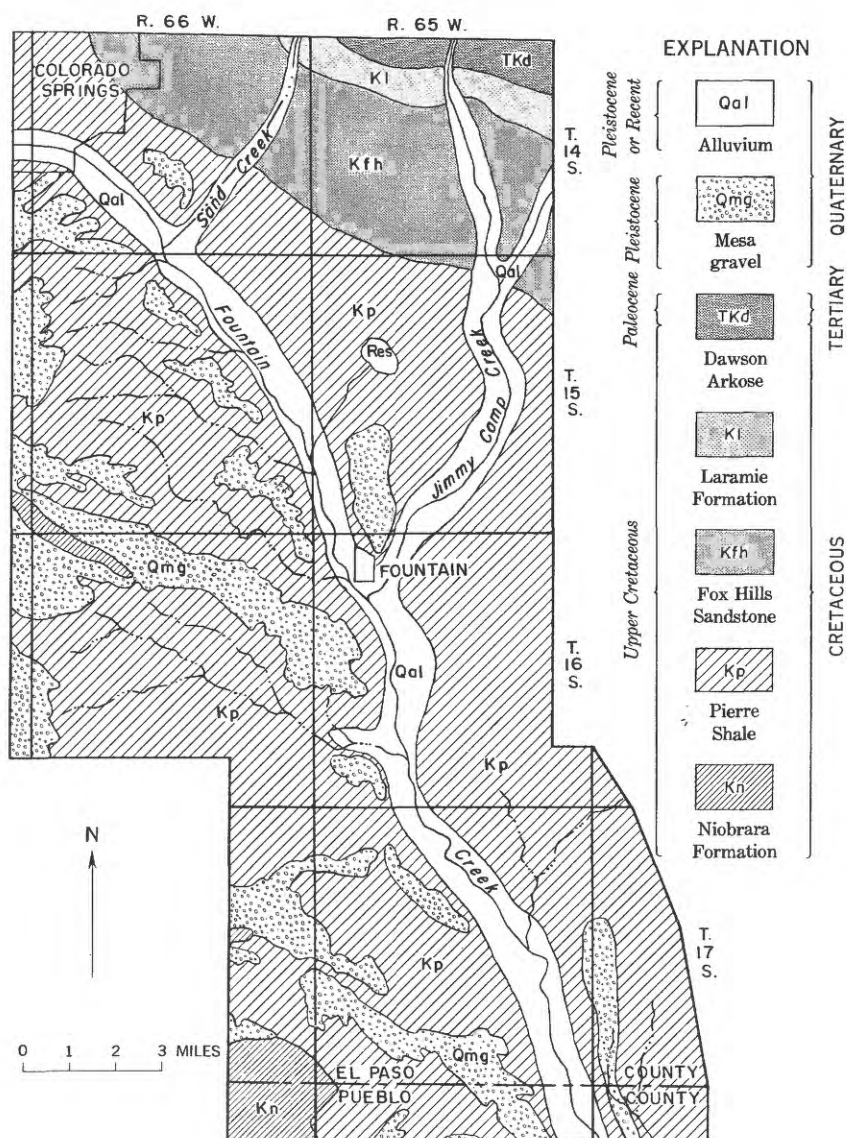 R. 66 W.
R. 65 W.
COLORADO
SPRINGS
TKd
Kl
Kfh
Sand Creek
Qal
Qal
T.
14
S.
Fountain
Kp
Res
Jimmy Camp Creek
Kp
T.
15
S.
Qmg
FOUNTAIN
Qal
Kp
T.
16
S.
Kp
Creek
Kp
T.
17
S.
N
0 1 2 3 MILES
Qmg
EL PASO
PUEBLO
COUNTY
COUNTY
Kn
EXPLANATION
Qal
Alluvium
Pleistocene
or Recent
Qmg
Mesa
gravel
Pleistocene
QUATERNARY
TKd
Dawson
Arkose
Paleocene
TERTIARY
Kl
Laramie
Formation
Kfh
Fox Hills
Sandstone
Kp
Pierre
Shale
Kn
Niobrara
Formation
Upper Cretaceous
CRETACEOUS